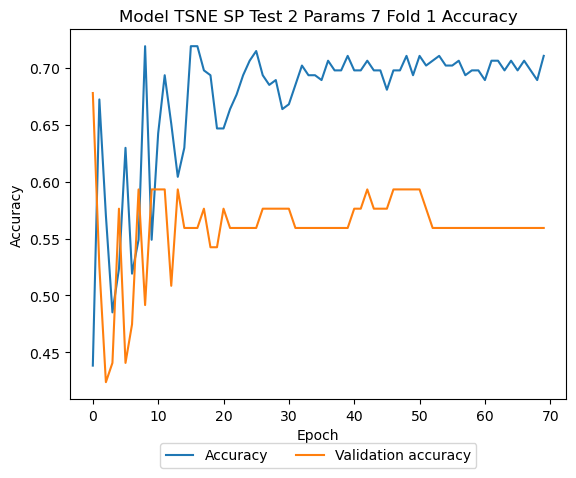 Model TSNE SP Test 2 Params 7 Fold 1 Accuracy
Accuracy
0.70
0.65
0.60
0.55
0.50
0.45
0 10 20 30 40 50 60 70
Epoch
Accuracy Validation accuracy